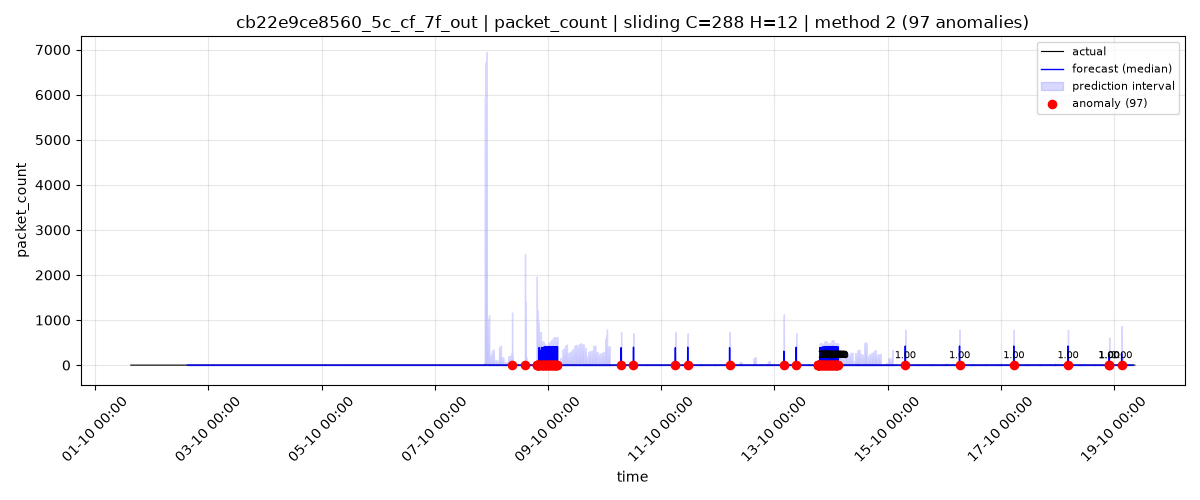 cb22e9ce8560_5c_cf_7f_out | packet_count | sliding C=288 H=12 | method 2 (97 anomalies)
actual
forecast (median)
prediction interval
anomaly (97)
packet_count
7000
6000
5000
4000
3000
2000
1000
0
1.00 1.00 1.00 1.00
01-10 00:00 03-10 00:00 05-10 00:00 07-10 00:00 09-10 00:00 11-10 00:00 13-10 00:00 15-10 00:00 17-10 00:00 19-10 00:00
time